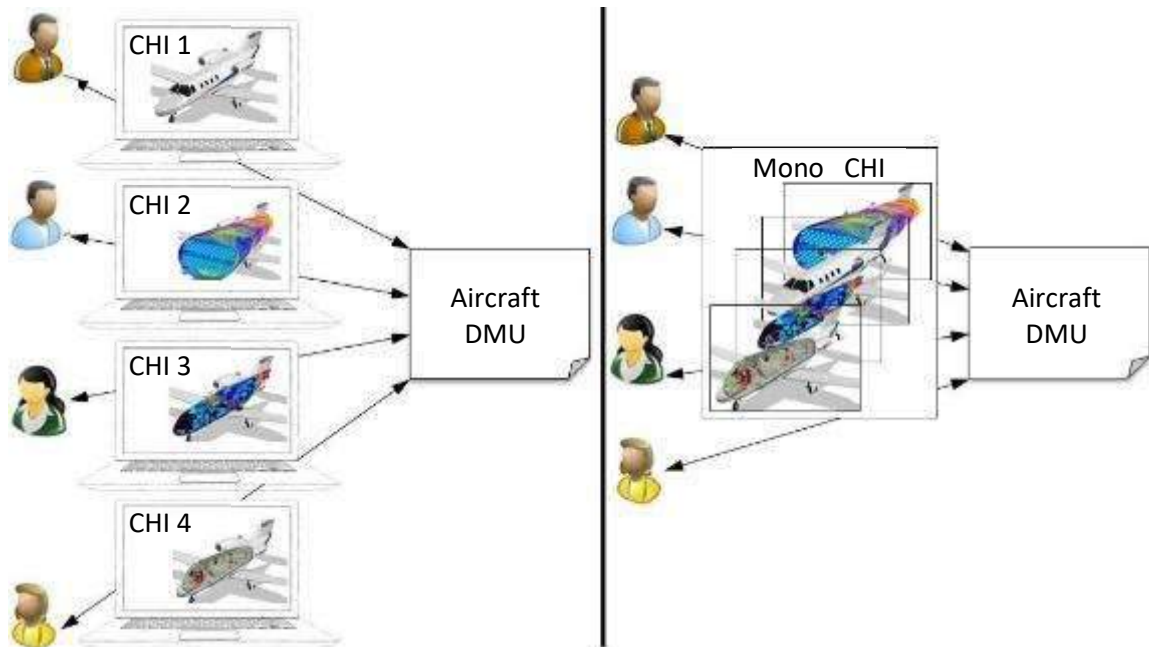 CHI 1
CHI 2
CHI 3
CHI 4
Aircraft
DMU
Mono CHI
Aircraft
DMU